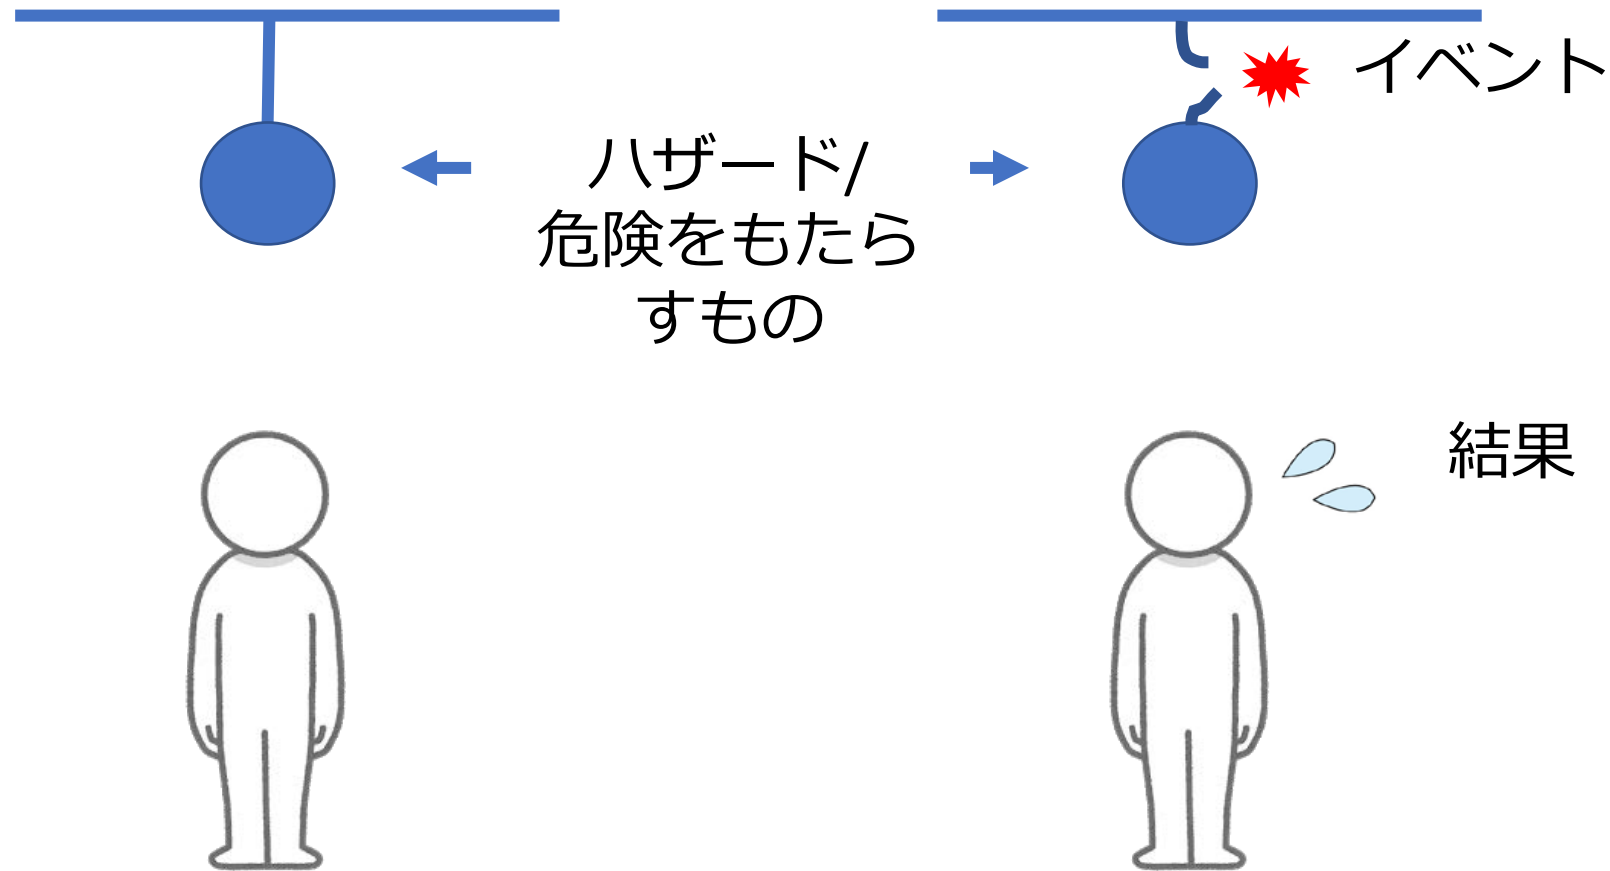 イベント
ハザード/
危険をもたら
すもの
結果